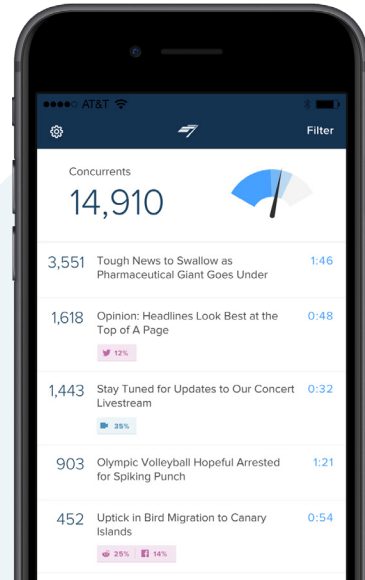 AT&T
Filter
Concurrents
14,910
3,551 Tough News to Swallow as 1:46
Pharmaceutical Giant Goes Under
1,618 Opinion: Headlines Look Best at the 0:48
Top of A Page
12%
1,443 Stay Tuned for Updates to Our Concert 0:32
Livestream
35%
903 Olympic Volleyball Hopeful Arrested 1:21
for Spiking Punch
452 Uptick in Bird Migration to Canary 0:54
Islands
25% 14%